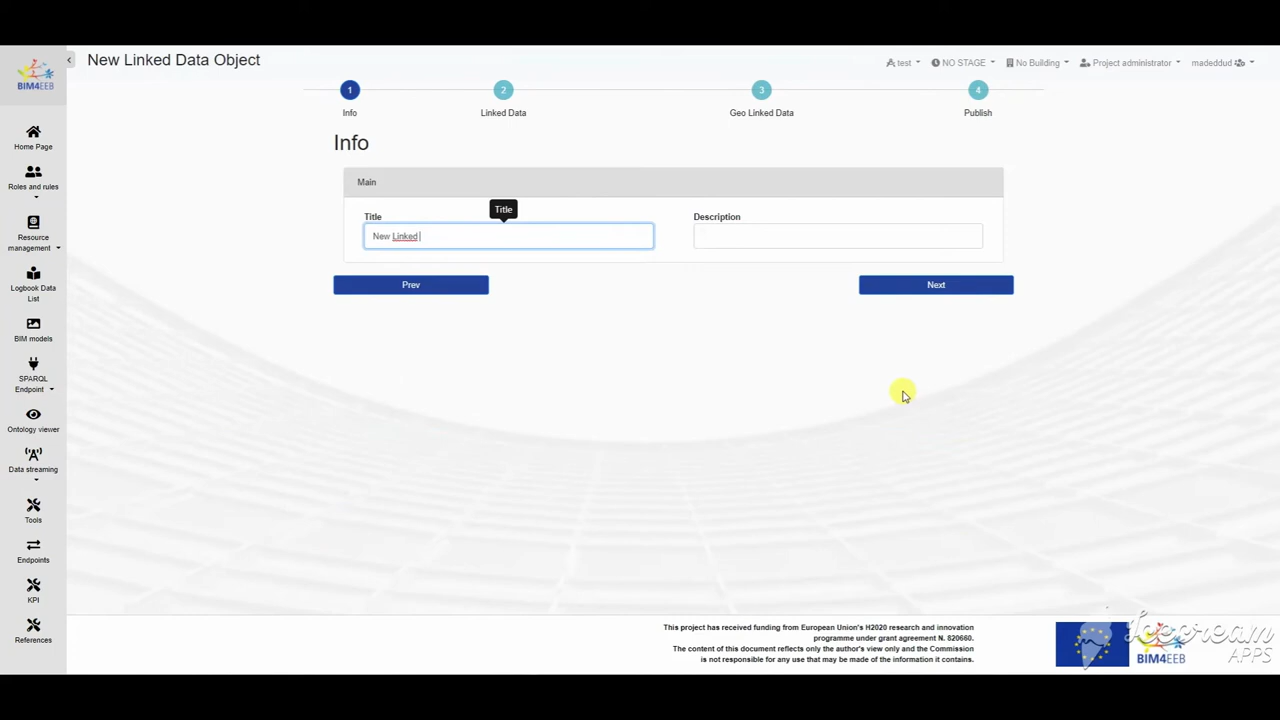 New Linked Data Object
test
NO STAGE
No Building
Project administrator
madeddud
BIM4EEB
1
2
3
4
Info
Linked Data
Geo Linked Data
Publish
Info
Main
Title
Title
Description
New Linked
Prev
Next
Home Page
Roles and rules
Resource
management
Logbook Data
List
BIM models
SPARQL
Endpoint
Ontology viewer
Data streaming
Tools
Endpoints
KPI
References
This project has received funding from European Union's H2020 research and innovation
programme under grant agreement N. 820660.
The content of this document reflects only the author's view only and the Commission
is not responsible for any use that may be made of the information it contains.
BIM4EEB
Icecream
APPS